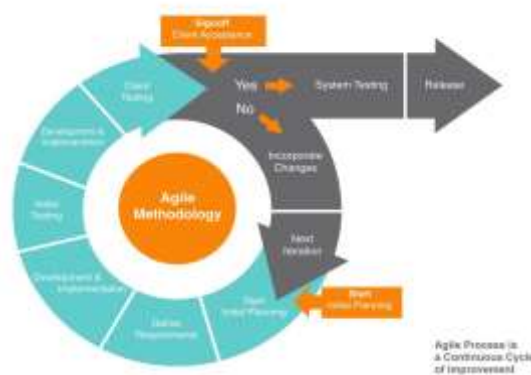 Signoff
Client Acceptance
Client
Testing
Yes
System Testing
Release
No
Development &
Implementation
Incorporate
Changes
Agile
Methodology
Testing
Next
Iteration
Development &
Implementation
Start
Initial Planning
Start
Initial Planning
Define
Requirements
Agile Process is
a Continuous Cycle
of improvement